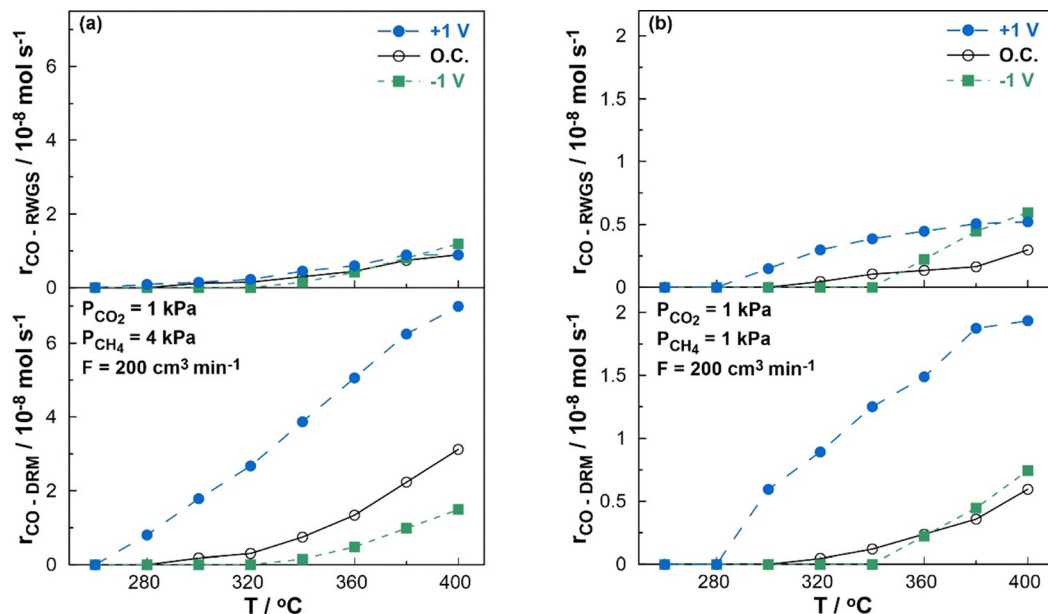 (a)
+1 V
O.C.
-1 V
r_CO - RWGS / 10⁻⁸ mol s⁻¹
6
4
2
0
P_CO₂ = 1 kPa
P_CH₄ = 4 kPa
F = 200 cm³ min⁻¹
r_CO - DRM / 10⁻⁸ mol s⁻¹
6
4
2
0
280
320
360
400
T / ºC
(b)
+1 V
O.C.
-1 V
r_CO - RWGS / 10⁻⁸ mol s⁻¹
2
1.5
1
0.5
0
P_CO₂ = 1 kPa
P_CH₄ = 1 kPa
F = 200 cm³ min⁻¹
r_CO - DRM / 10⁻⁸ mol s⁻¹
2
1.5
1
0.5
0
280
320
360
400
T / ºC